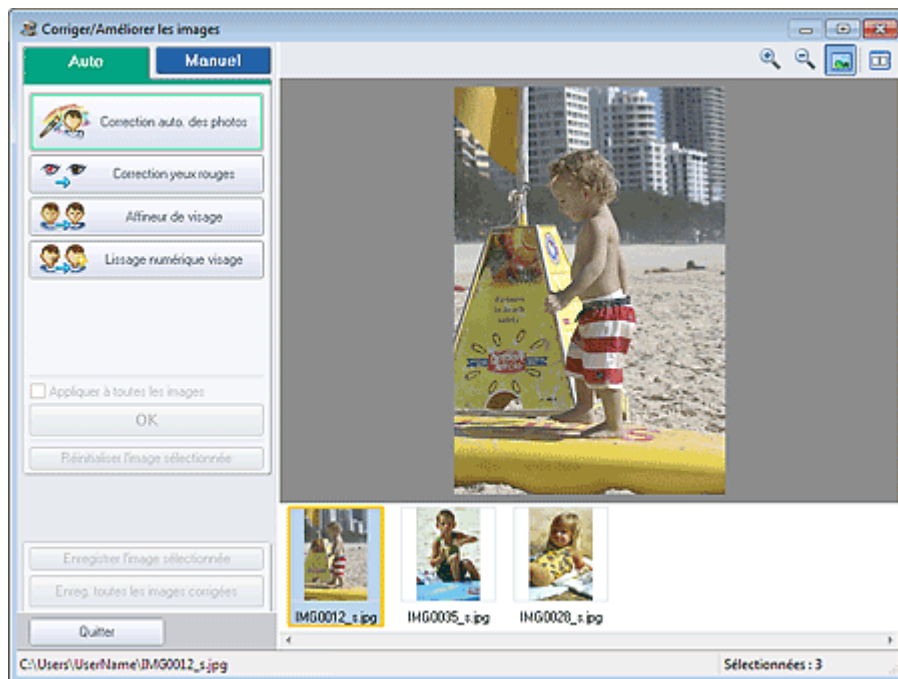 Corriger/Améliorer les images
Auto
Manuel
Correction auto. des photos
Correction yeux rouges
Affineur de visage
Lissage numérique visage
Appliquer à toutes les images
OK
Réinitialiser l'image sélectionnée
Enregistrer l'image sélectionnée
Enreg. toutes les images corrigées
Quitter
IMG0012_s.jpg
IMG0035_s.jpg
IMG0028_s.jpg
C:\Users\UserName\IMG0012_s.jpg
Sélectionnées : 3